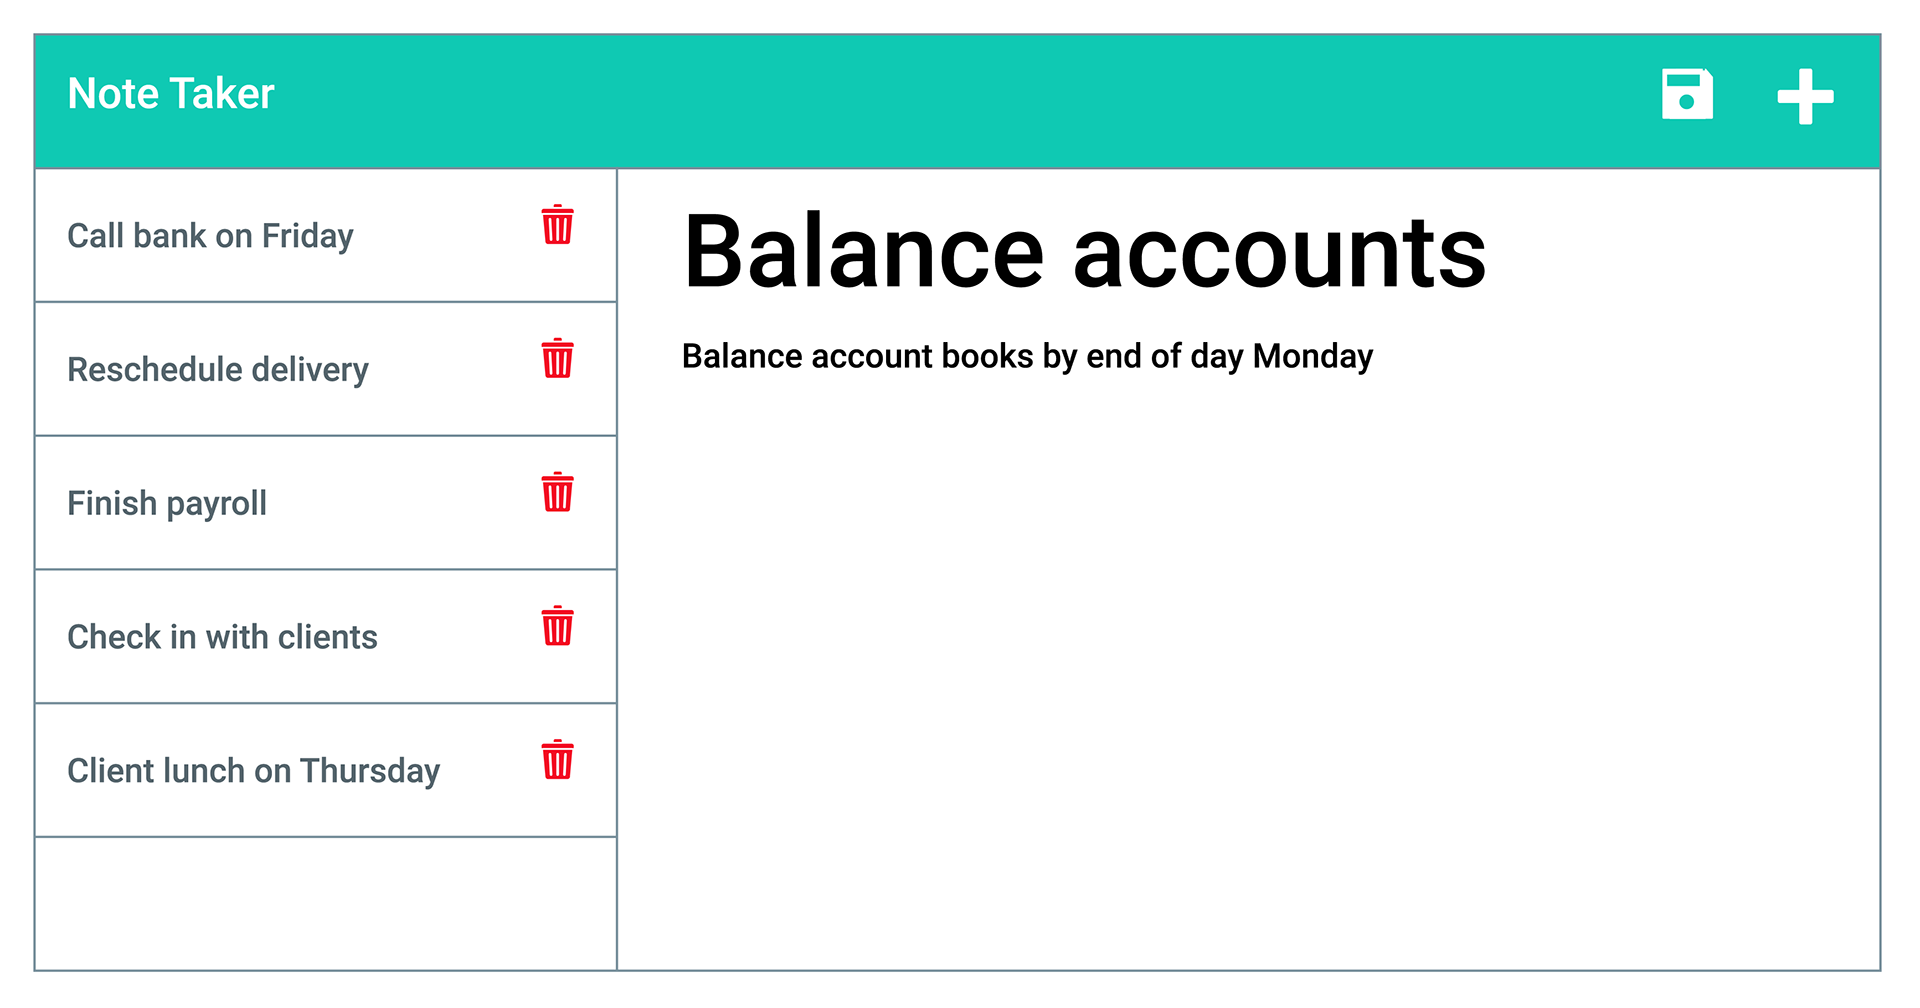 Note Taker
Call bank on Friday
Reschedule delivery
Finish payroll
Check in with clients
Client lunch on Thursday
Balance accounts
Balance account books by end of day Monday